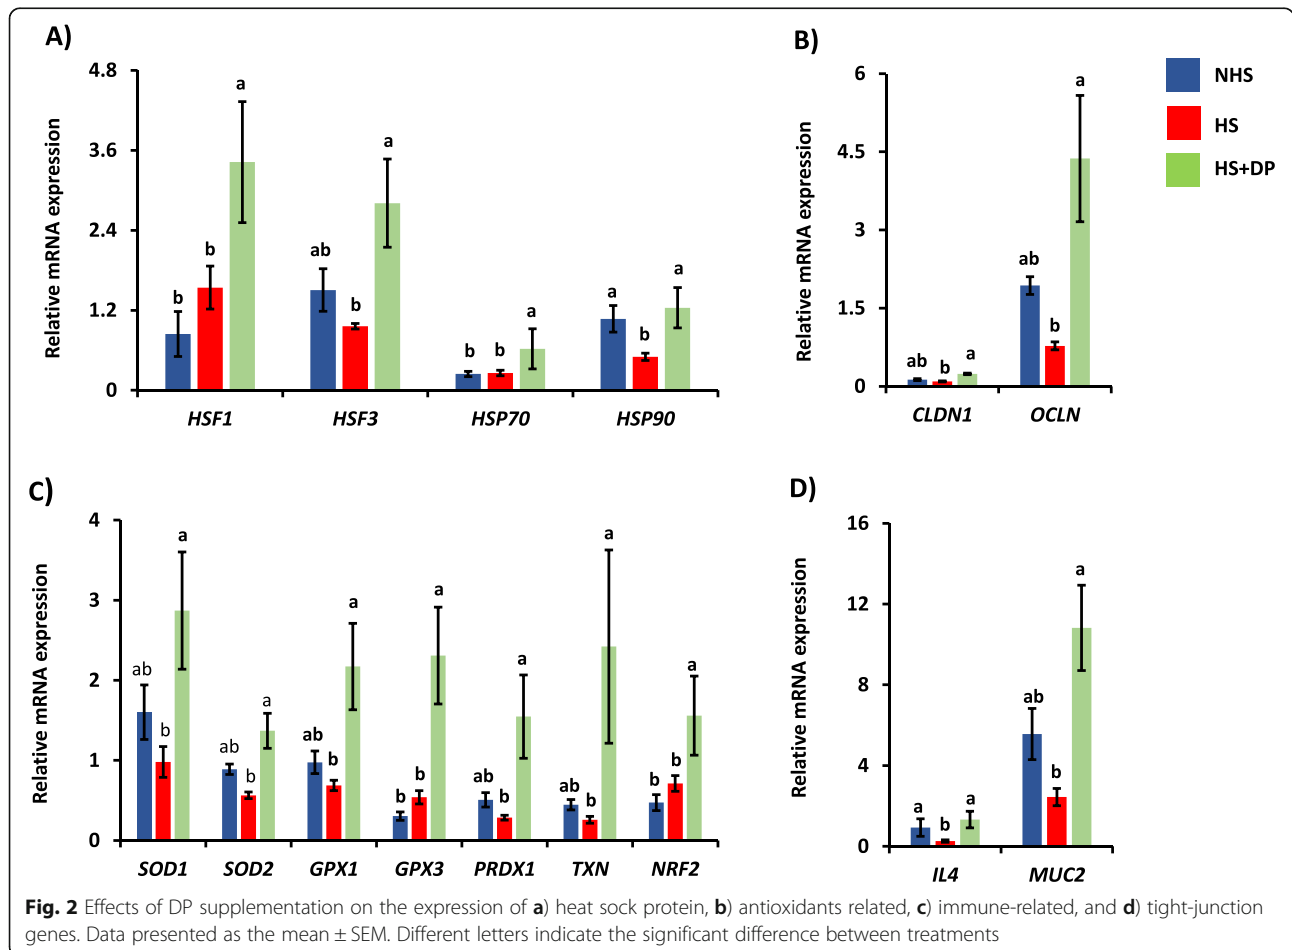 A)
Relative mRNA expression
4.8
3.6
2.4
1.2
0
b b a
ab b a
b b a
a b a
HSF1 HSF3 HSP70 HSP90
B)
Relative mRNA expression
6
4.5
3
1.5
0
ab b a
ab b a
CLDN1 OCLN
NHS
HS
HS+DP
C)
Relative mRNA expression
4
3
2
1
0
ab b a
ab b a
ab b a
b b a
ab b a
ab b a
b b a
SOD1 SOD2 GPX1 GPX3 PRDX1 TXN NRF2
D)
Relative mRNA expression
16
12
8
4
0
a b a
ab b a
IL4 MUC2
Fig. 2 Effects of DP supplementation on the expression of a) heat sock protein, b) antioxidants related, c) immune-related, and d) tight-junction
genes. Data presented as the mean ± SEM. Different letters indicate the significant difference between treatments